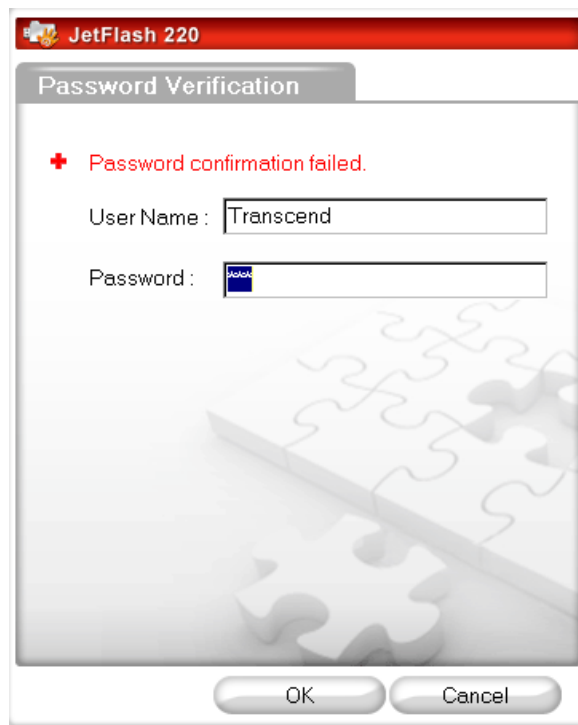 JetFlash 220
Password Verification
Password confirmation failed.
User Name : Transcend
Password : ****
OK Cancel